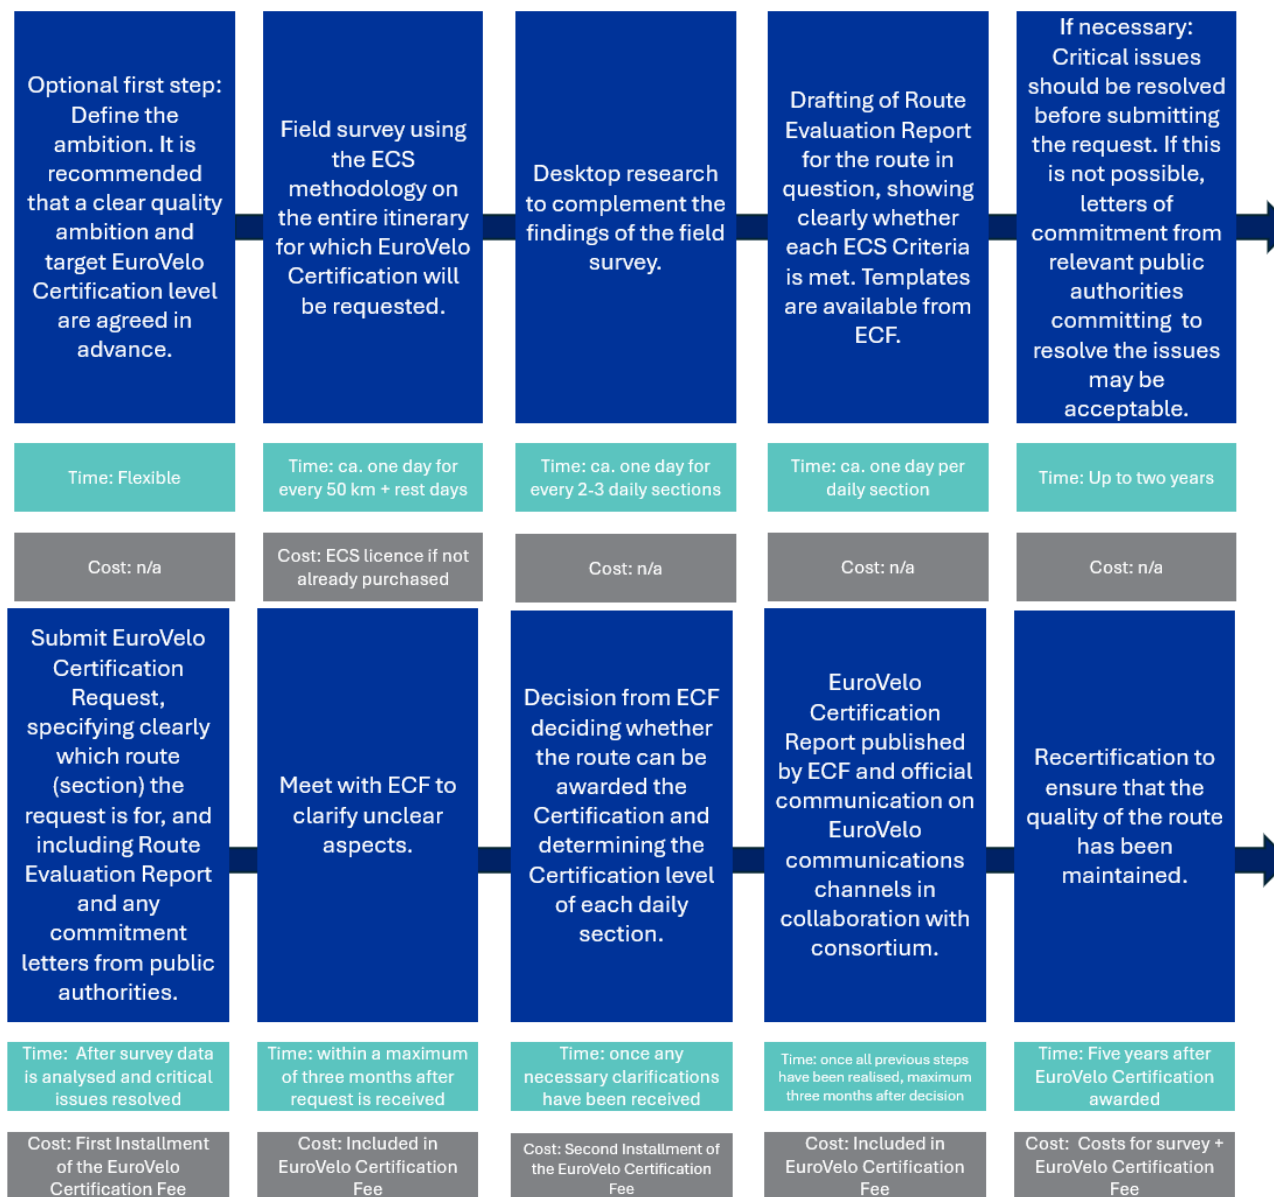 Optional first step:
Define the
ambition. It is
recommended
that a clear quality
ambition and
target EuroVelo
Certification level
are agreed in
advance.
Time: Flexible
Cost: n/a
Field survey using
the ECS
methodology on
the entire itinerary
for which EuroVelo
Certification will
be requested.
Time: ca. one day for
every 50 km + rest days
Cost: ECS licence if not
already purchased
Desktop research
to complement the
findings of the field
survey.
Time: ca. one day for
every 2-3 daily sections
Cost: n/a
Drafting of Route
Evaluation Report
for the route in
question, showing
clearly whether
each ECS Criteria
is met. Templates
are available from
ECF.
Time: ca. one day per
daily section
Cost: n/a
If necessary:
Critical issues
should be resolved
before submitting
the request. If this
is not possible,
letters of
commitment from
relevant public
authorities
committing to
resolve the issues
may be
acceptable.
Time: Up to two years
Cost: n/a
Submit EuroVelo
Certification
Request,
specifying clearly
which route
(section) the
request is for, and
including Route
Evaluation Report
and any
commitment
letters from public
authorities.
Time: After survey data
is analysed and critical
issues resolved
Cost: First Installment
of the EuroVelo
Certification Fee
Meet with ECF to
clarify unclear
aspects.
Time: within a maximum
of three months after
request is received
Cost: Included in
EuroVelo Certification
Fee
Decision from ECF
deciding whether
the route can be
awarded the
Certification and
determining the
Certification level
of each daily
section.
Time: once any
necessary clarifications
have been received
Cost: Second Installment of
the EuroVelo Certification
Fee
EuroVelo
Certification
Report published
by ECF and official
communication on
EuroVelo
communications
channels in
collaboration with
consortium.
Time: once all previous steps
have been realised, maximum
three months after decision
Cost: Included in
EuroVelo Certification
Fee
Recertification to
ensure that the
quality of the route
has been
maintained.
Time: Five years after
EuroVelo Certification
awarded
Cost: Costs for survey +
EuroVelo Certification
Fee